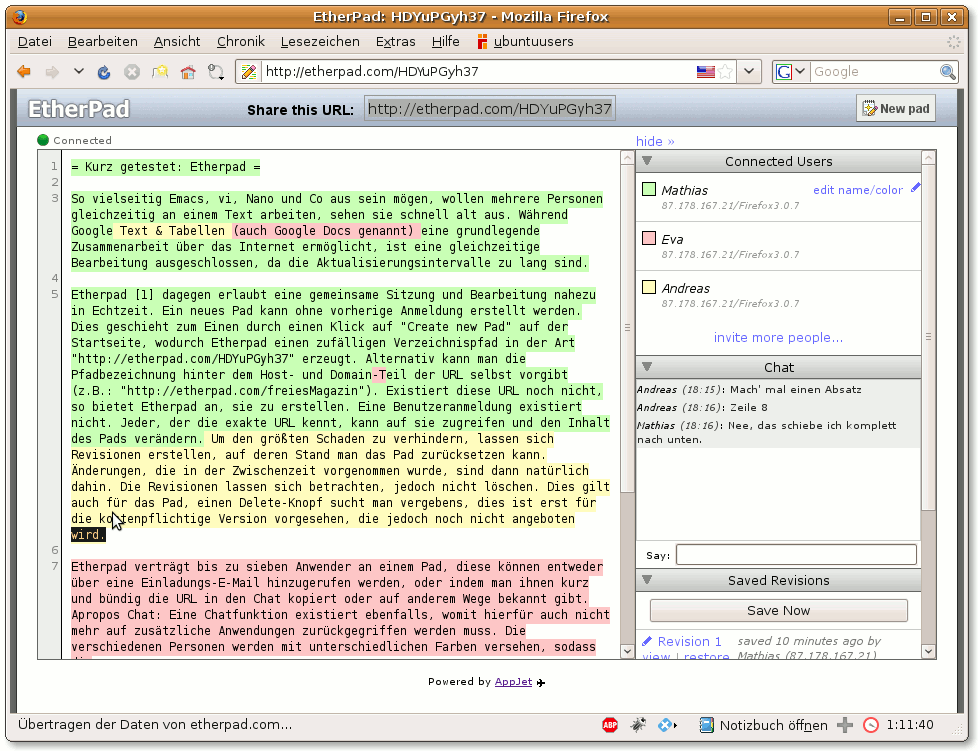 EtherPad: HDYuPGyh37 - Mozilla Firefox
Datei Bearbeiten Ansicht Chronik Lesezeichen Extras Hilfe ubuntuusers
http://etherpad.com/HDYuPGyh37
G Google
EtherPad Share this URL: http://etherpad.com/HDYuPGyh37 New pad
Connected
hide »
1 = Kurz getestet: Etherpad =
2
3 So vielseitig Emacs, vi, Nano und Co aus sein mögen, wollen mehrere Personen
gleichzeitig an einem Text arbeiten, sehen sie schnell alt aus. Während
Google Text & Tabellen (auch Google Docs genannt) eine grundlegende
Zusammenarbeit über das Internet ermöglicht, ist eine gleichzeitige
Bearbeitung ausgeschlossen, da die Aktualisierungsintervalle zu lang sind.
4
5 Etherpad [1] dagegen erlaubt eine gemeinsame Sitzung und Bearbeitung nahezu
in Echtzeit. Ein neues Pad kann ohne vorherige Anmeldung erstellt werden.
Dies geschieht zum Einen durch einen Klick auf "Create new Pad" auf der
Startseite, wodurch Etherpad einen zufälligen Verzeichnispfad in der Art
"http://etherpad.com/HDYuPGyh37" erzeugt. Alternativ kann man die
Pfadbezeichnung hinter dem Host- und Domain-Teil der URL selbst vorgibt
(z.B.: "http://etherpad.com/freiesMagazin"). Existiert diese URL noch nicht,
so bietet Etherpad an, sie zu erstellen. Eine Benutzeranmeldung existiert
nicht. Jeder, der die exakte URL kennt, kann auf sie zugreifen und den Inhalt
des Pads verändern. Um den größten Schaden zu verhindern, lassen sich
Revisionen erstellen, auf deren Stand man das Pad zurücksetzen kann.
Änderungen, die in der Zwischenzeit vorgenommen wurde, sind dann natürlich
dahin. Die Revisionen lassen sich betrachten, jedoch nicht löschen. Dies gilt
auch für das Pad, einen Delete-Knopf sucht man vergebens, dies ist erst für
die kostenpflichtige Version vorgesehen, die jedoch noch nicht angeboten
wird.
6
7 Etherpad verträgt bis zu sieben Anwender an einem Pad, diese können entweder
über eine Einladungs-E-Mail hinzugerufen werden, oder indem man ihnen kurz
und bündig die URL in den Chat kopiert oder auf anderem Wege bekannt gibt.
Apropos Chat: Eine Chatfunktion existiert ebenfalls, womit hierfür auch nicht
mehr auf zusätzliche Anwendungen zurückgegriffen werden muss. Die
verschiedenen Personen werden mit unterschiedlichen Farben versehen, sodass
Connected Users
Mathias edit name/color
87.178.167.21/Firefox3.0.7
Eva
87.178.167.21/Firefox3.0.7
Andreas
87.178.167.21/Firefox3.0.7
invite more people...
Chat
Andreas (18:15): Mach' mal einen Absatz
Andreas (18:16): Zeile 8
Mathias (18:16): Nee, das schiebe ich komplett
nach unten.
Say:
Saved Revisions
Save Now
Revision 1 saved 10 minutes ago by
view | restore Mathias (87.178.167.21)
Powered by AppJet
Übertragen der Daten von etherpad.com...
ABP Notizbuch öffnen 1:11:40